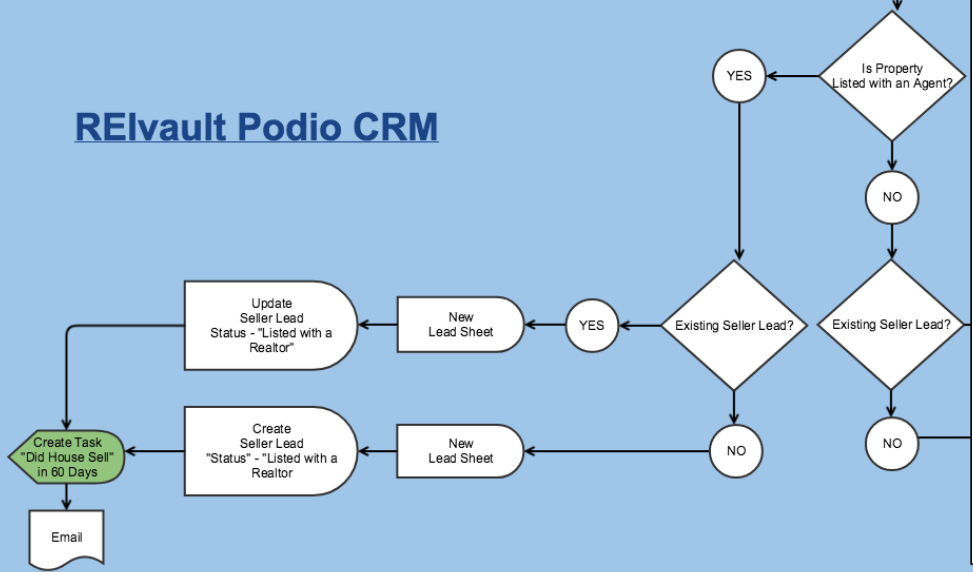 Is Property
Listed with an Agent?
YES
REIvault Podio CRM
NO
Update
Seller Lead
Status - "Listed with a
Realtor"
New
Lead Sheet
YES
Existing Seller Lead?
Existing Seller Lead?
Create
Seller Lead
"Status" - "Listed with a
Realtor
New
Lead Sheet
NO
NO
Create Task
"Did House Sell"
in 60 Days
Email